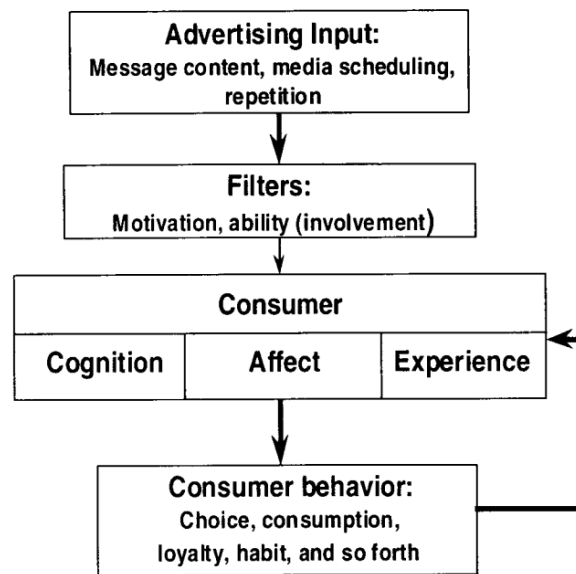 Advertising Input:
Message content, media scheduling,
repetition
Filters:
Motivation, ability (involvement)
Consumer
Cognition
Affect
Experience
Consumer behavior:
Choice, consumption,
loyalty, habit, and so forth